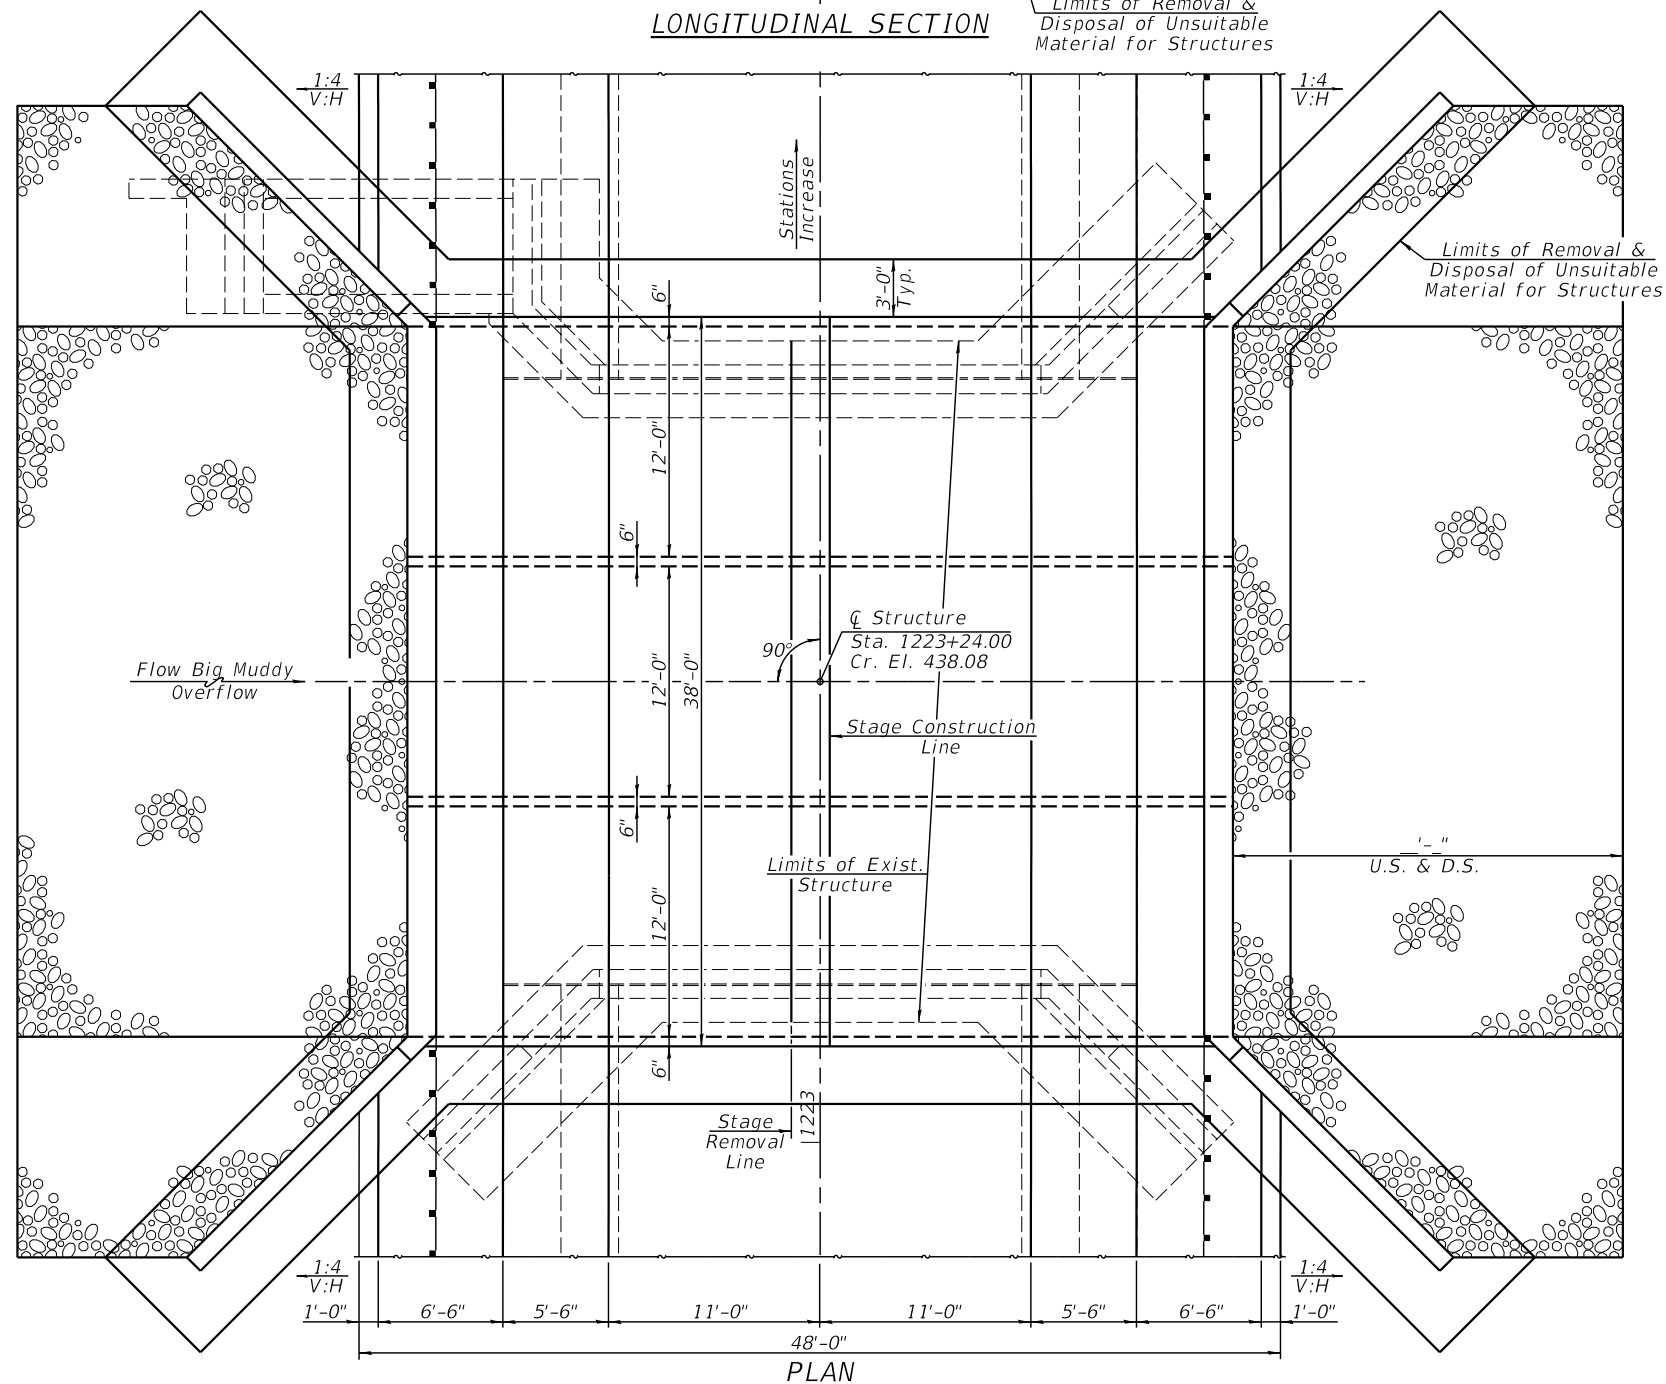 Limits of Removal &
Disposal of Unsuitable
Material for Structures
LONGITUDINAL SECTION
1:4
V:H
1:4
V:H
Stations
Increase
3'-0"
Typ.
6"
Limits of Removal &
Disposal of Unsuitable
Material for Structures
12'-0"
6"
℄ Structure
Sta. 1223+24.00
Cr. El. 438.08
90°
Flow Big Muddy
Overflow
12'-0"
38'-0"
Stage Construction
Line
6"
__'-_"
U.S. & D.S.
Limits of Exist.
Structure
12'-0"
6"
1223
Stage
Removal
Line
1:4
V:H
1:4
V:H
1'-0"
6'-6"
5'-6"
11'-0"
11'-0"
5'-6"
6'-6"
1'-0"
48'-0"
PLAN